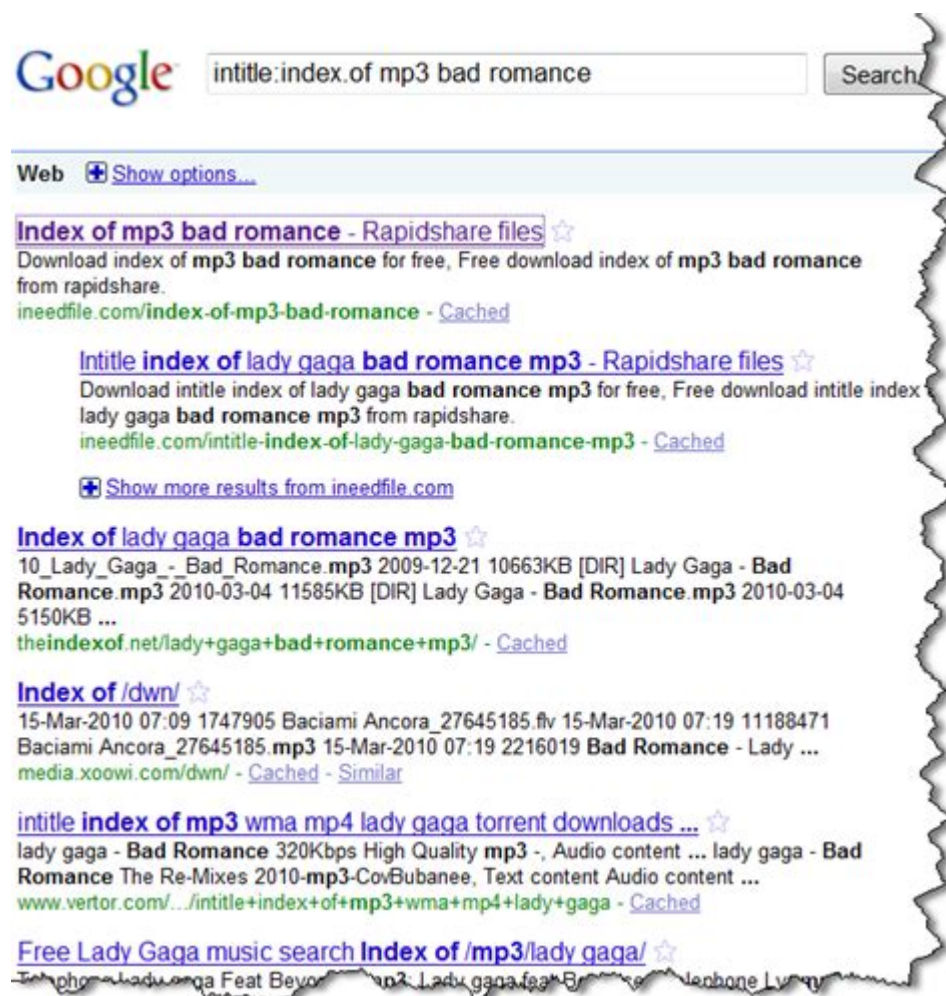 Google intitle:index.of mp3 bad romance Search
Web Show options...
Index of mp3 bad romance - Rapidshare files
Download index of mp3 bad romance for free, Free download index of mp3 bad romance
from rapidshare.
ineedfile.com/index-of-mp3-bad-romance - Cached
Intitle index of lady gaga bad romance mp3 - Rapidshare files
Download intitle index of lady gaga bad romance mp3 for free, Free download intitle index
lady gaga bad romance mp3 from rapidshare.
ineedfile.com/intitle-index-of-lady-gaga-bad-romance-mp3 - Cached
Show more results from ineedfile.com
Index of lady gaga bad romance mp3
10_Lady_Gaga_-_Bad_Romance.mp3 2009-12-21 10663KB [DIR] Lady Gaga - Bad
Romance.mp3 2010-03-04 11585KB [DIR] Lady Gaga - Bad Romance.mp3 2010-03-04
5150KB ...
theindexof.net/lady+gaga+bad+romance+mp3/ - Cached
Index of /dwn/
15-Mar-2010 07:09 1747905 Baciami Ancora_27645185.flv 15-Mar-2010 07:19 11188471
Baciami Ancora_27645185.mp3 15-Mar-2010 07:19 2216019 Bad Romance - Lady ...
media.xoowi.com/dwn/ - Cached - Similar
intitle index of mp3 wma mp4 lady gaga torrent downloads ...
lady gaga - Bad Romance 320Kbps High Quality mp3 -, Audio content ... lady gaga - Bad
Romance The Re-Mixes 2010-mp3-CovBubanee, Text content Audio content ...
www.vertor.com/.../intitle+index+of+mp3+wma+mp4+lady+gaga - Cached
Free Lady Gaga music search Index of /mp3/lady gaga/
Lady gaga Feat